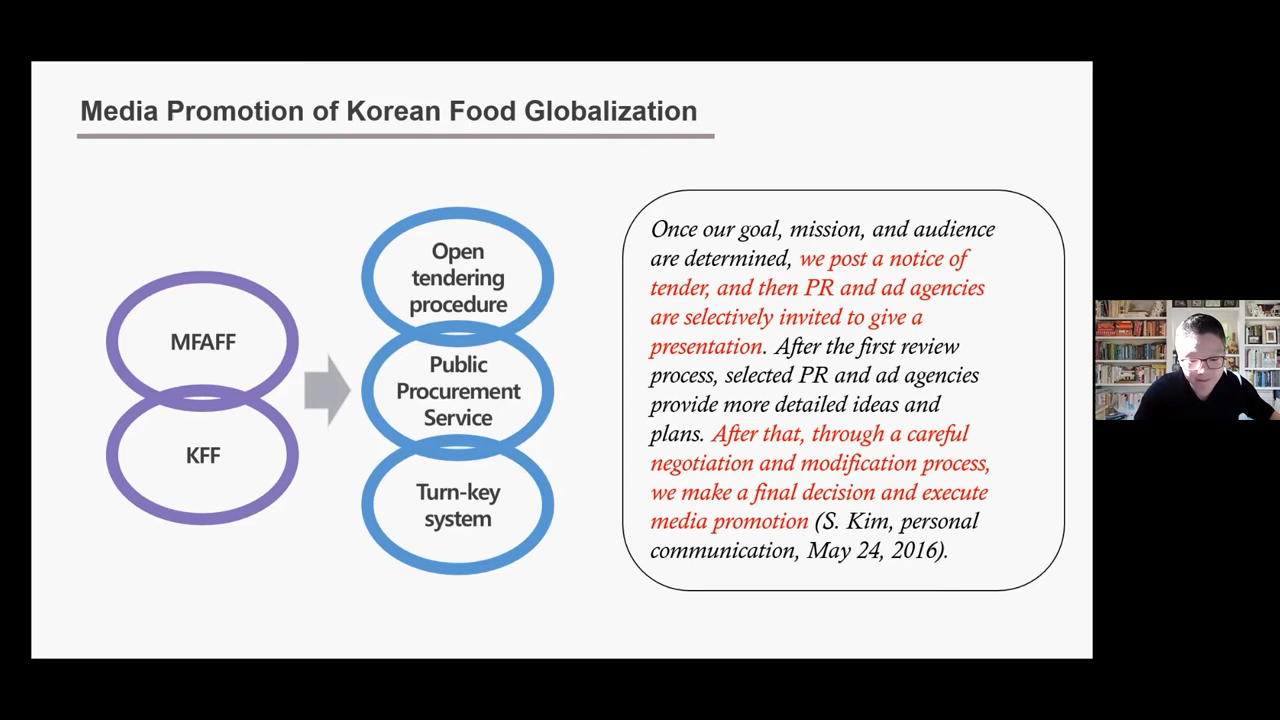 Media Promotion of Korean Food Globalization
MFAFF
KFF
Open
tendering
procedure
Public
Procurement
Service
Turn-key
system
Once our goal, mission, and audience
are determined, we post a notice of
tender, and then PR and ad agencies
are selectively invited to give a
presentation. After the first review
process, selected PR and ad agencies
provide more detailed ideas and
plans. After that, through a careful
negotiation and modification process,
we make a final decision and execute
media promotion (S. Kim, personal
communication, May 24, 2016).